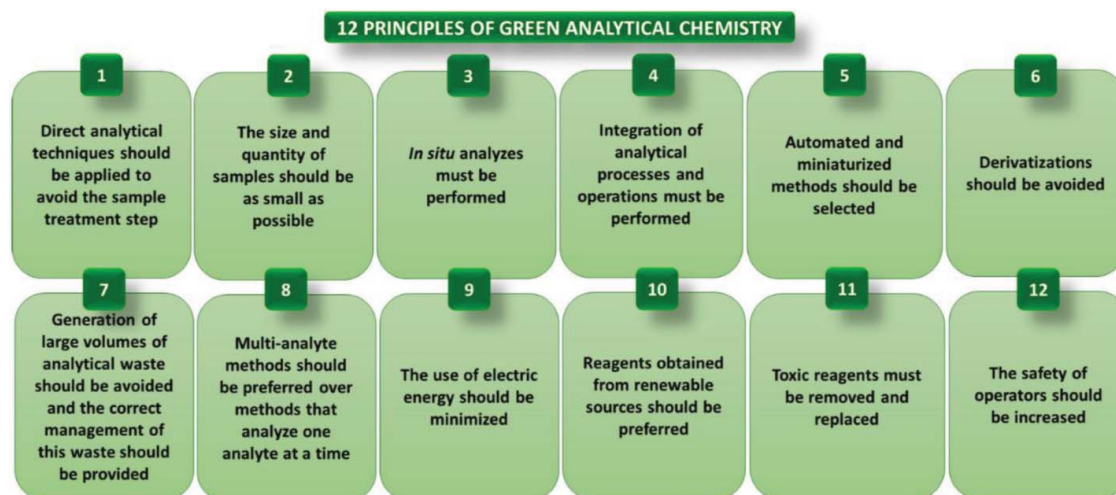 12 PRINCIPLES OF GREEN ANALYTICAL CHEMISTRY
1
Direct analytical
techniques should
be applied to
avoid the sample
treatment step
2
The size and
quantity of
samples should be
as small as
possible
3
In situ analyzes
must be
performed
4
Integration of
analytical
processes and
operations must be
performed
5
Automated and
miniaturized
methods should be
selected
6
Derivatizations
should be avoided
7
Generation of
large volumes of
analytical waste
should be avoided
and the correct
management of
this waste should
be provided
8
Multi-analyte
methods should
be preferred over
methods that
analyze one
analyte at a time
9
The use of electric
energy should be
minimized
10
Reagents obtained
from renewable
sources should be
preferred
11
Toxic reagents must
be removed and
replaced
12
The safety of
operators should
be increased